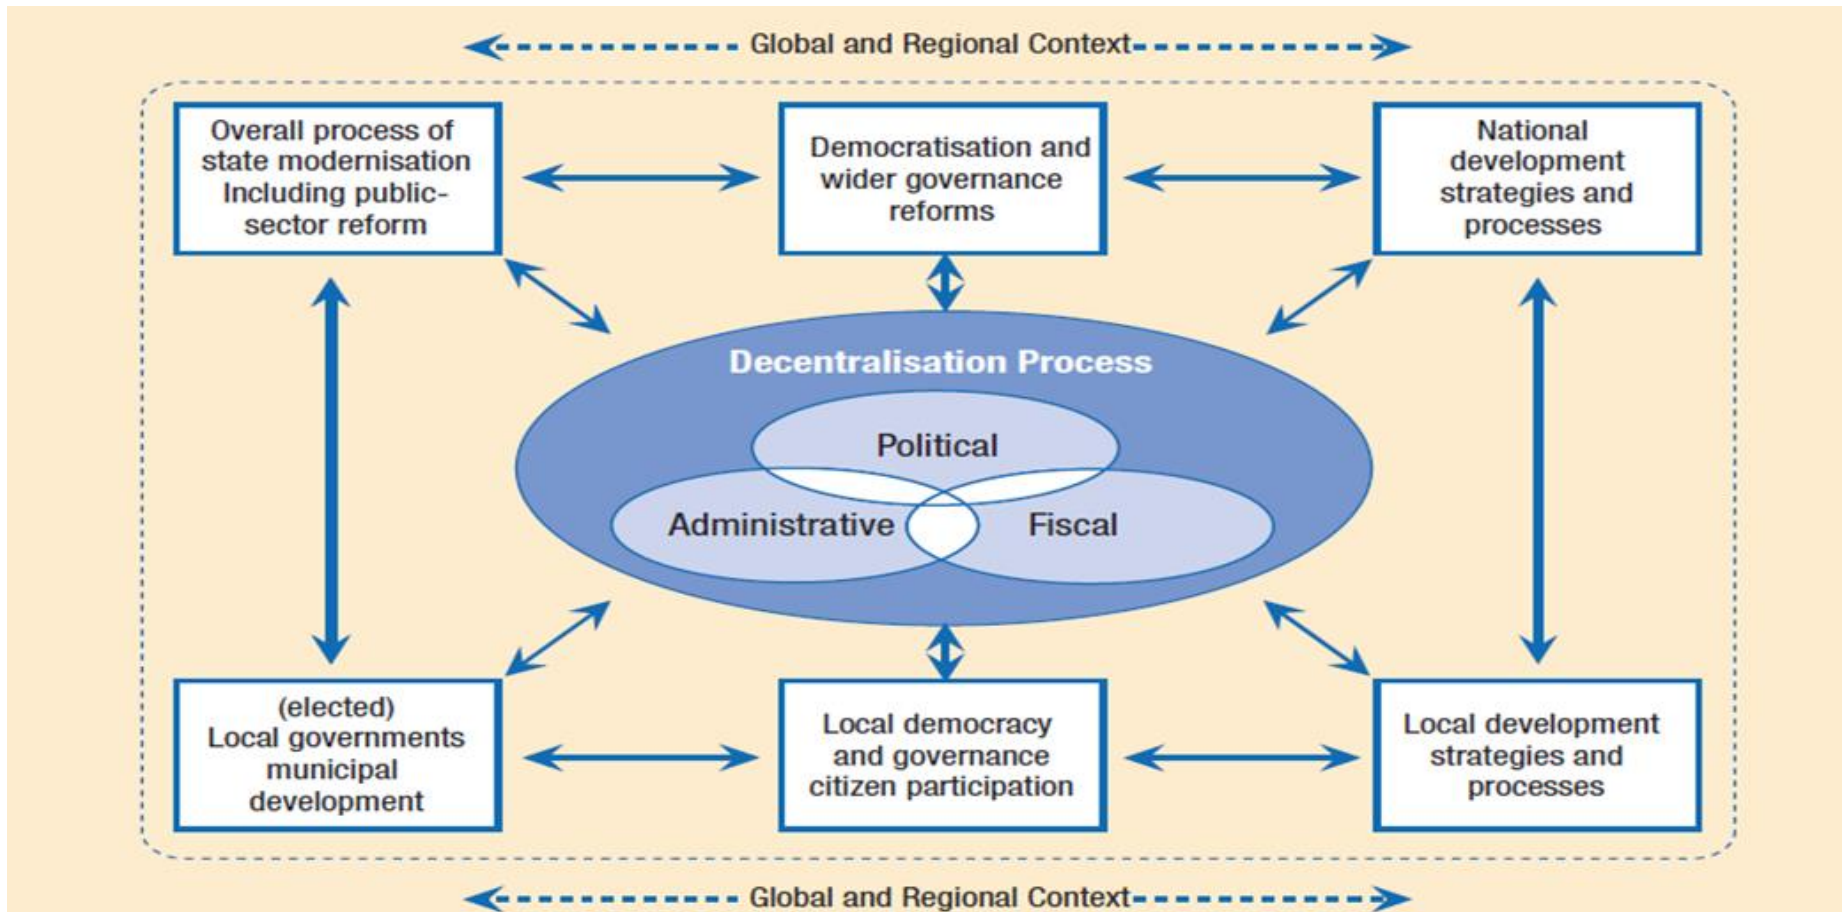 Global and Regional Context
Overall process of
state modernisation
Including public-
sector reform
Democratisation and
wider governance
reforms
National
development
strategies and
processes
Decentralisation Process
Political
Administrative
Fiscal
(elected)
Local governments
municipal
development
Local democracy
and governance
citizen participation
Local development
strategies and
processes
Global and Regional Context